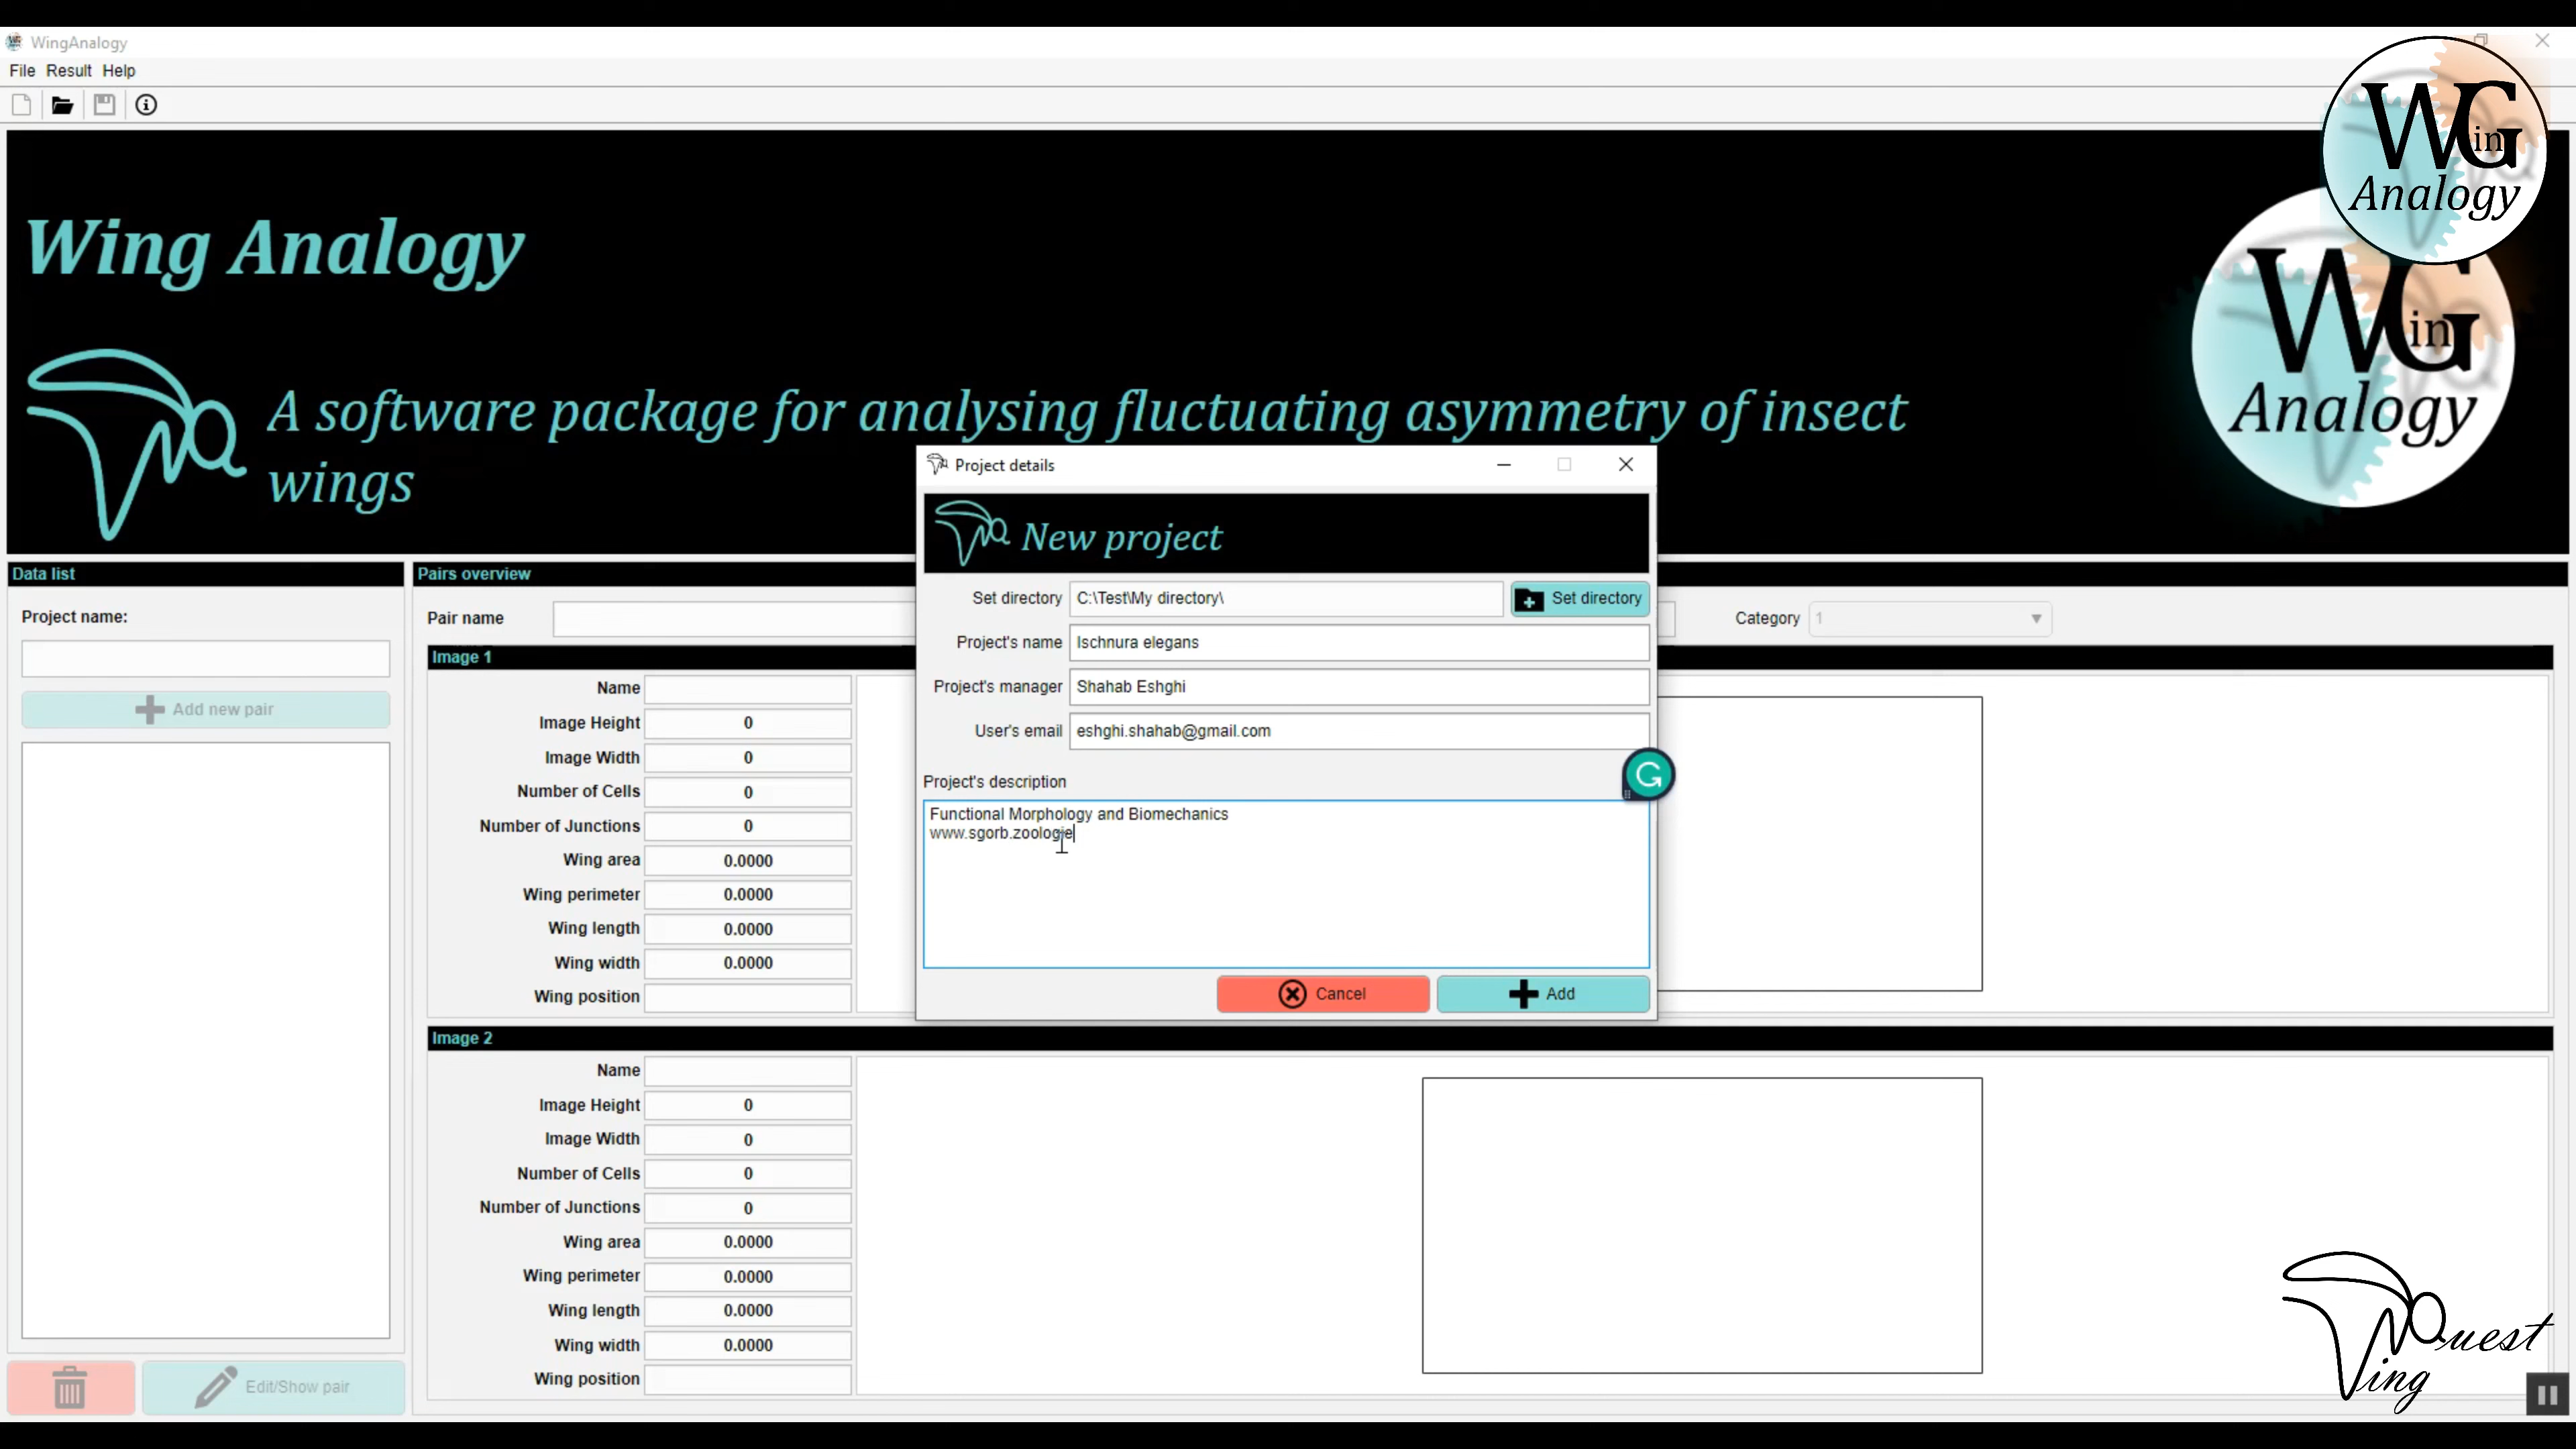 WingAnalogy
File Result Help
Wing Analogy
A software package for analysing fluctuating asymmetry of insect
wings
WinG
Analogy
WinG
Analogy
Data list
Project name:
Add new pair
Edit/Show pair
Pairs overview
Pair name
Category 1
Image 1
Name
Image Height 0
Image Width 0
Number of Cells 0
Number of Junctions 0
Wing area 0.0000
Wing perimeter 0.0000
Wing length 0.0000
Wing width 0.0000
Wing position
Image 2
Name
Image Height 0
Image Width 0
Number of Cells 0
Number of Junctions 0
Wing area 0.0000
Wing perimeter 0.0000
Wing length 0.0000
Wing width 0.0000
Wing position
Project details
New project
Set directory C:\Test\My directory\ Set directory
Project's name Ischnura elegans
Project's manager Shahab Eshghi
User's email eshghi.shahab@gmail.com
Project's description
Functional Morphology and Biomechanics
www.sgorb.zoologie
Cancel Add
Quest
Wing